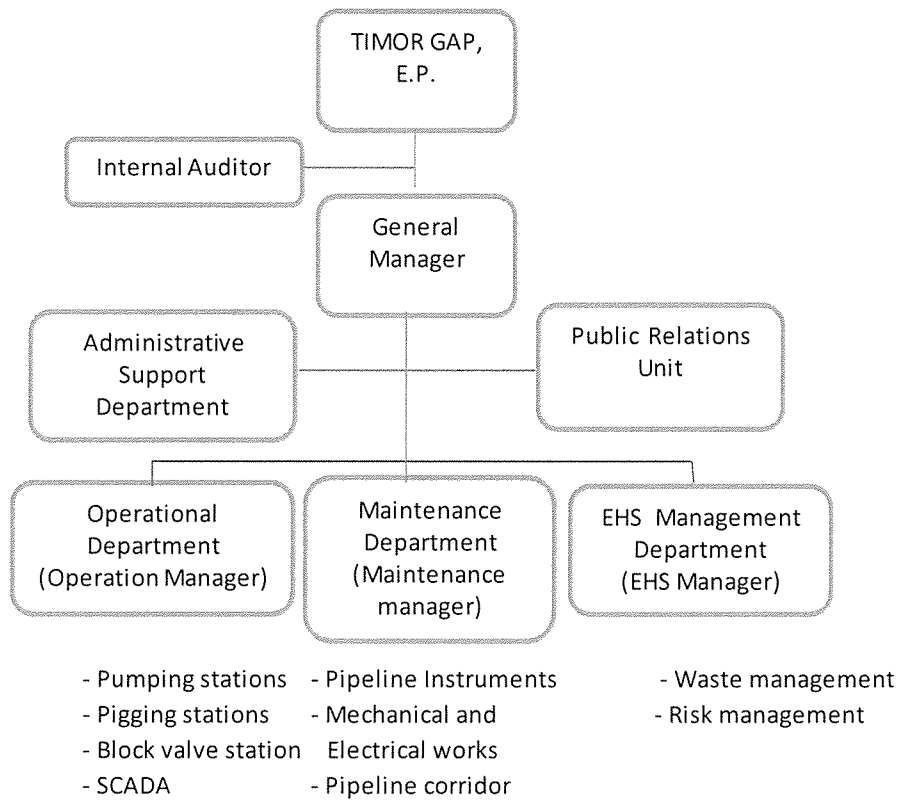 TIMOR GAP,
E.P.
Internal Auditor
General
Manager
Administrative
Support
Department
Public Relations
Unit
Operational
Department
(Operation Manager)
Maintenance
Department
(Maintenance
manager)
EHS Management
Department
(EHS Manager)
- Pumping stations
- Pigging stations
- Block valve station
- SCADA
- Pipeline Instruments
- Mechanical and
Electrical works
- Pipeline corridor
- Waste management
- Risk management